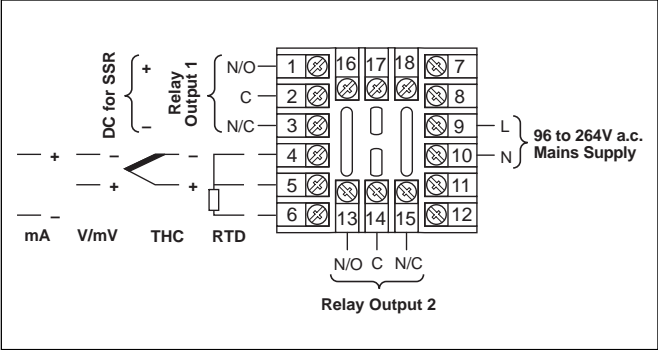 DC for SSR
+
–
Relay
Output 1
N/O
C
N/C
1
2
3
4
5
6
16 17 18
7
8
9
10
11
12
13 14 15
L
N
96 to 264V a.c.
Mains Supply
+
–
–
+
–
+
mA V/mV THC RTD
N/O C N/C
Relay Output 2